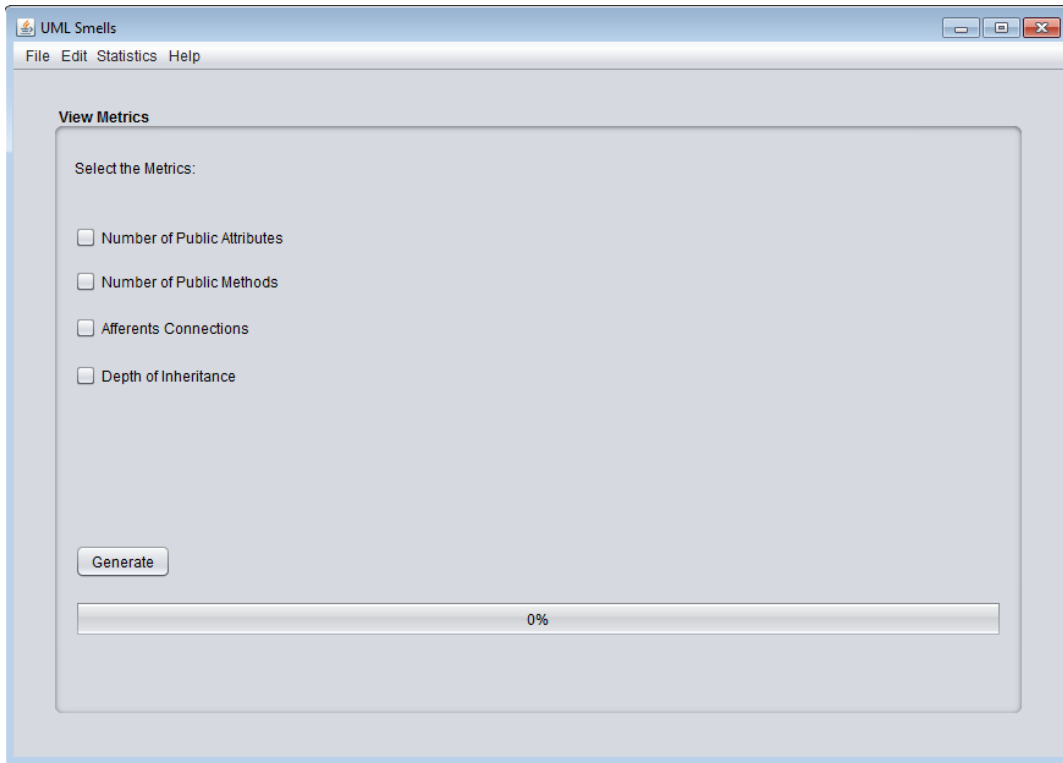 UML Smells
File Edit Statistics Help
View Metrics
Select the Metrics:
Number of Public Attributes
Number of Public Methods
Afferents Connections
Depth of Inheritance
Generate
0%